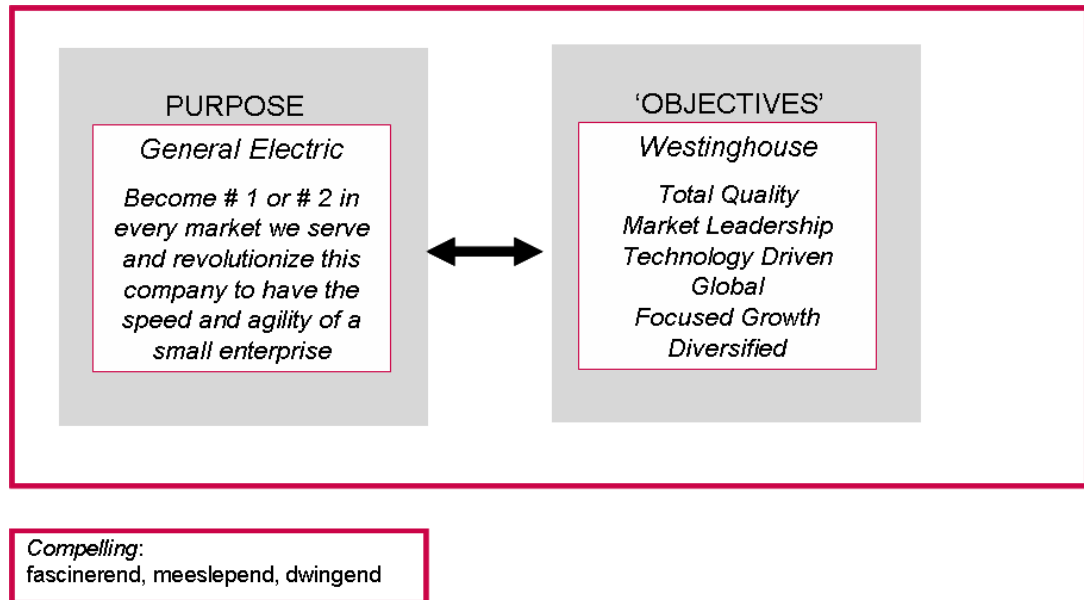 PURPOSE
General Electric
Become # 1 or # 2 in
every market we serve
and revolutionize this
company to have the
speed and agility of a
small enterprise
‘OBJECTIVES’
Westinghouse
Total Quality
Market Leadership
Technology Driven
Global
Focused Growth
Diversified
Compelling:
fascinerend, meeslepend, dwingend